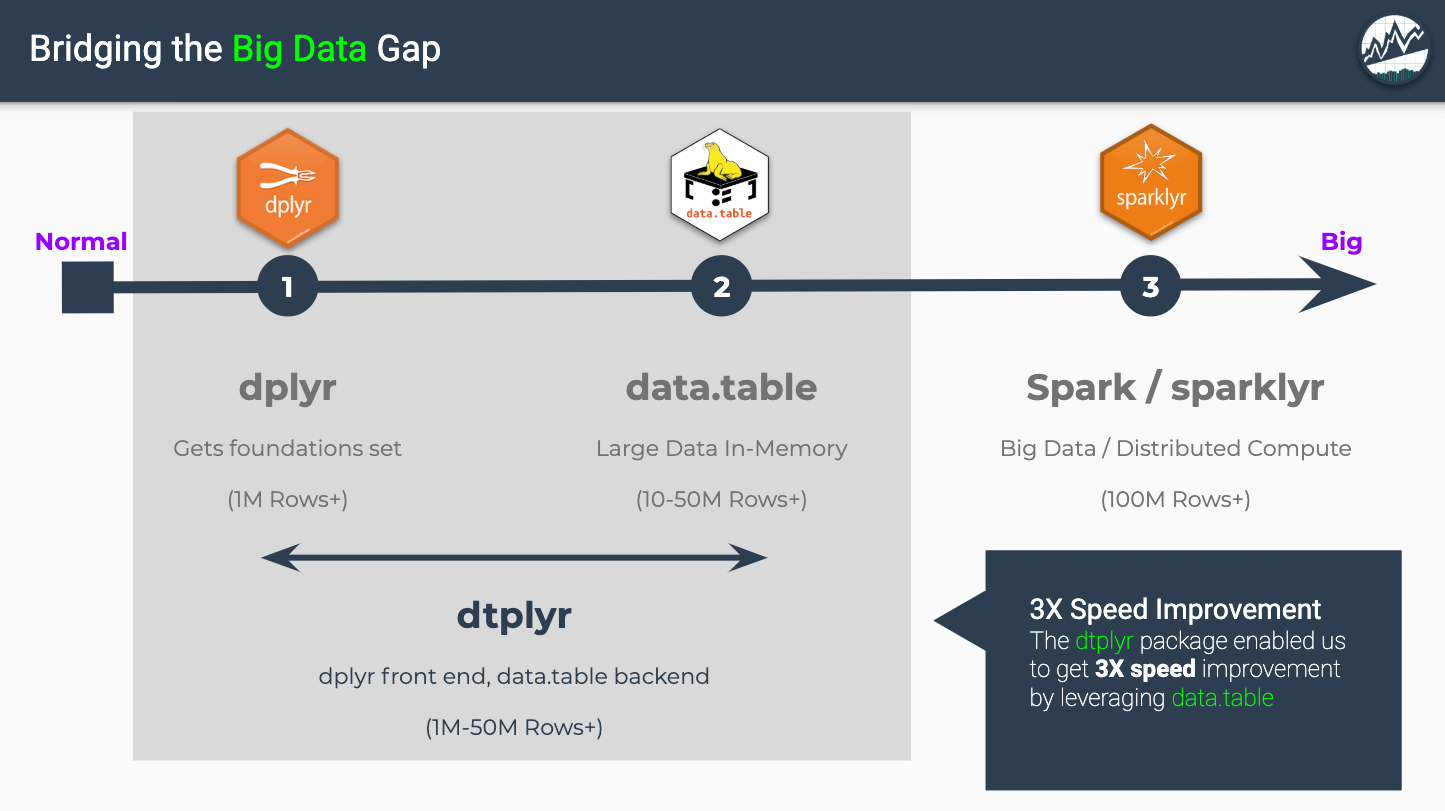 Bridging the Big Data Gap
dplyr
data.table
sparklyr
Normal
Big
1
2
3
dplyr
data.table
Spark / sparklyr
Gets foundations set
Large Data In-Memory
Big Data / Distributed Compute
(1M Rows+)
(10-50M Rows+)
(100M Rows+)
dtplyr
dplyr front end, data.table backend
(1M-50M Rows+)
3X Speed Improvement
The dtplyr package enabled us
to get 3X speed improvement
by leveraging data.table